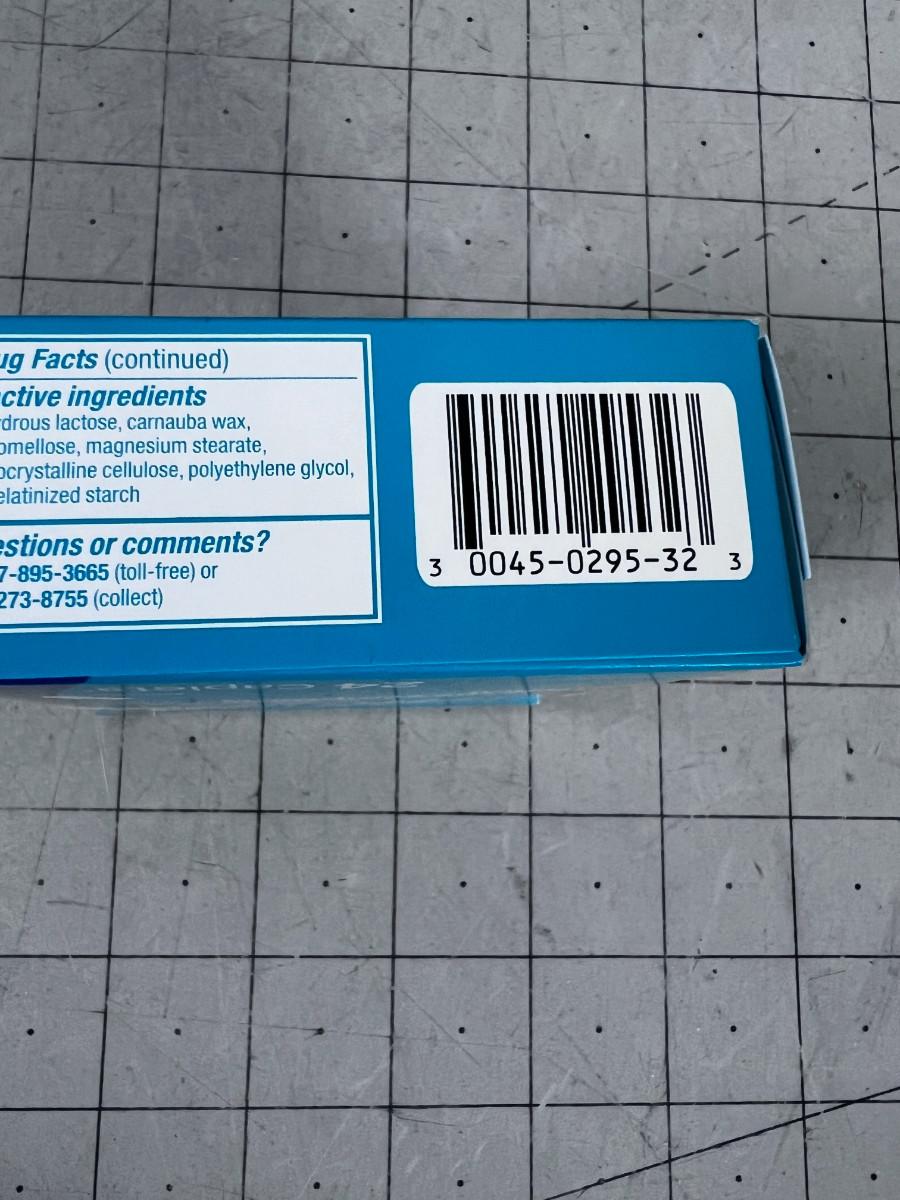 ug Facts (continued)
ctive ingredients
drous lactose, carnauba wax,
omellose, magnesium stearate,
ocrystalline cellulose, polyethylene glycol,
elatinized starch
estions or comments?
7-895-3665 (toll-free) or
273-8755 (collect)
3 0045-0295-32 3